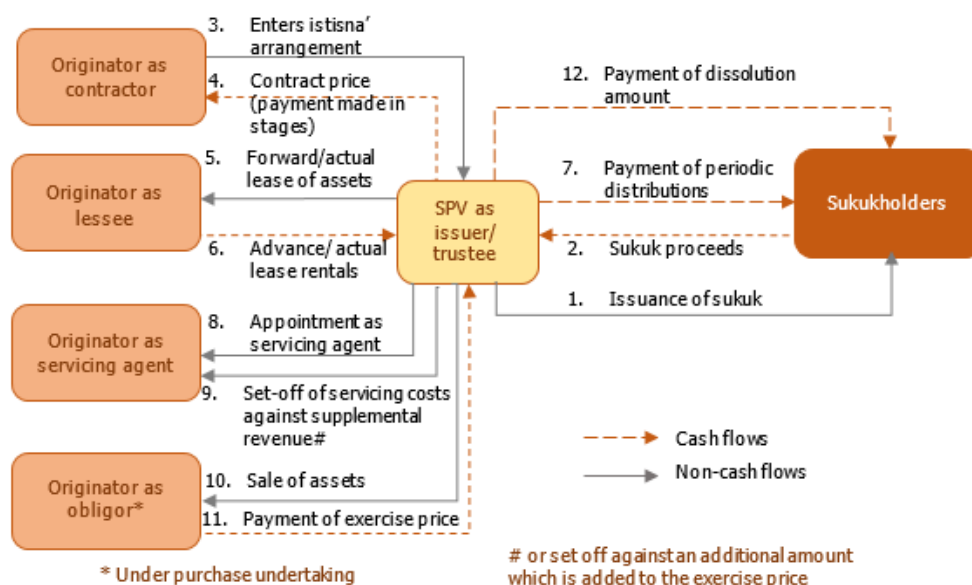 3. Enters istisna’
arrangement
Originator as
contractor
4. Contract price
(payment made in
stages)
12. Payment of dissolution
amount
5. Forward/actual
lease of assets
7. Payment of periodic
distributions
Originator as
lessee
SPV as
issuer/
trustee
Sukukholders
6. Advance/ actual
lease rentals
2. Sukuk proceeds
1. Issuance of sukuk
8. Appointment as
servicing agent
Originator as
servicing agent
9. Set-off of servicing costs
against supplemental
revenue#
Cash flows
Non-cash flows
10. Sale of assets
Originator as
obligor*
11. Payment of exercise price
* Under purchase undertaking
# or set off against an additional amount
which is added to the exercise price